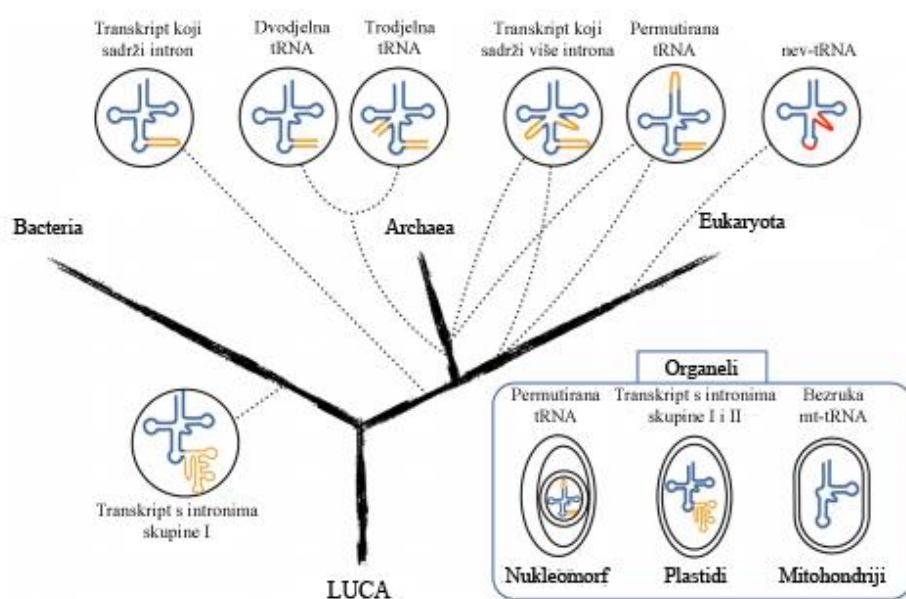 Transkript koji
sadrži intron
Dvodjelna
tRNA
Trodjelna
tRNA
Transkript koji
sadrži više introna
Permutirana
tRNA
nev-tRNA
Bacteria
Archaea
Eukaryota
Transkript s intronima
skupine I
LUCA
Organeli
Permutirana
tRNA
Transkript s intronima
skupine I i II
Bezruka
mt-tRNA
Nukleomorf
Plastidi
Mitohondriji